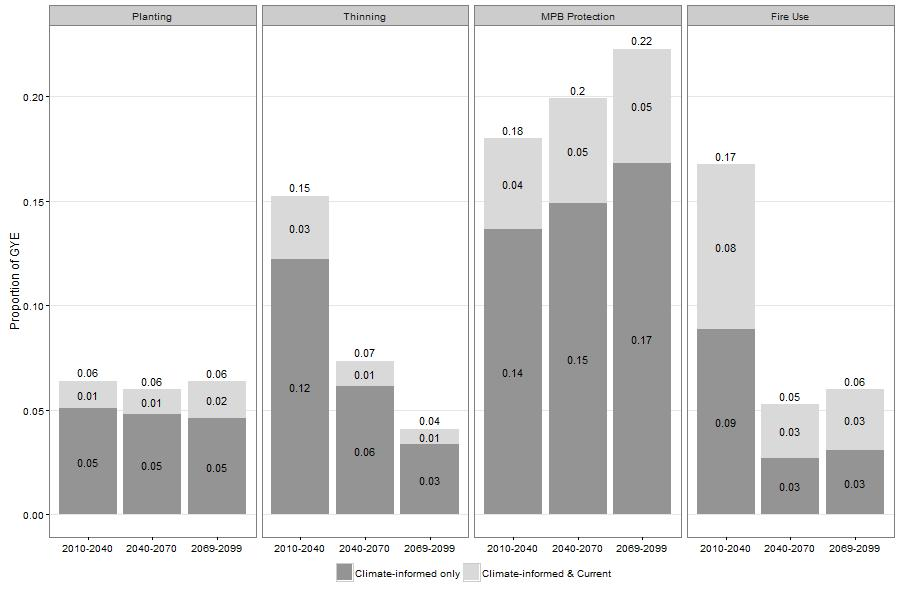 Planting Thinning MPB Protection Fire Use
Proportion of GYE
0.20
0.15
0.10
0.05
0.00
0.06 0.06 0.06
0.01 0.01 0.02
0.05 0.05 0.05
0.15 0.07 0.04
0.03 0.01 0.01
0.12 0.06 0.03
0.18 0.2 0.22
0.04 0.05 0.05
0.14 0.15 0.17
0.17 0.05 0.06
0.08 0.03 0.03
0.09 0.03 0.03
2010-2040 2040-2070 2069-2099 2010-2040 2040-2070 2069-2099 2010-2040 2040-2070 2069-2099 2010-2040 2040-2070 2069-2099
Climate-informed only Climate-informed & Current